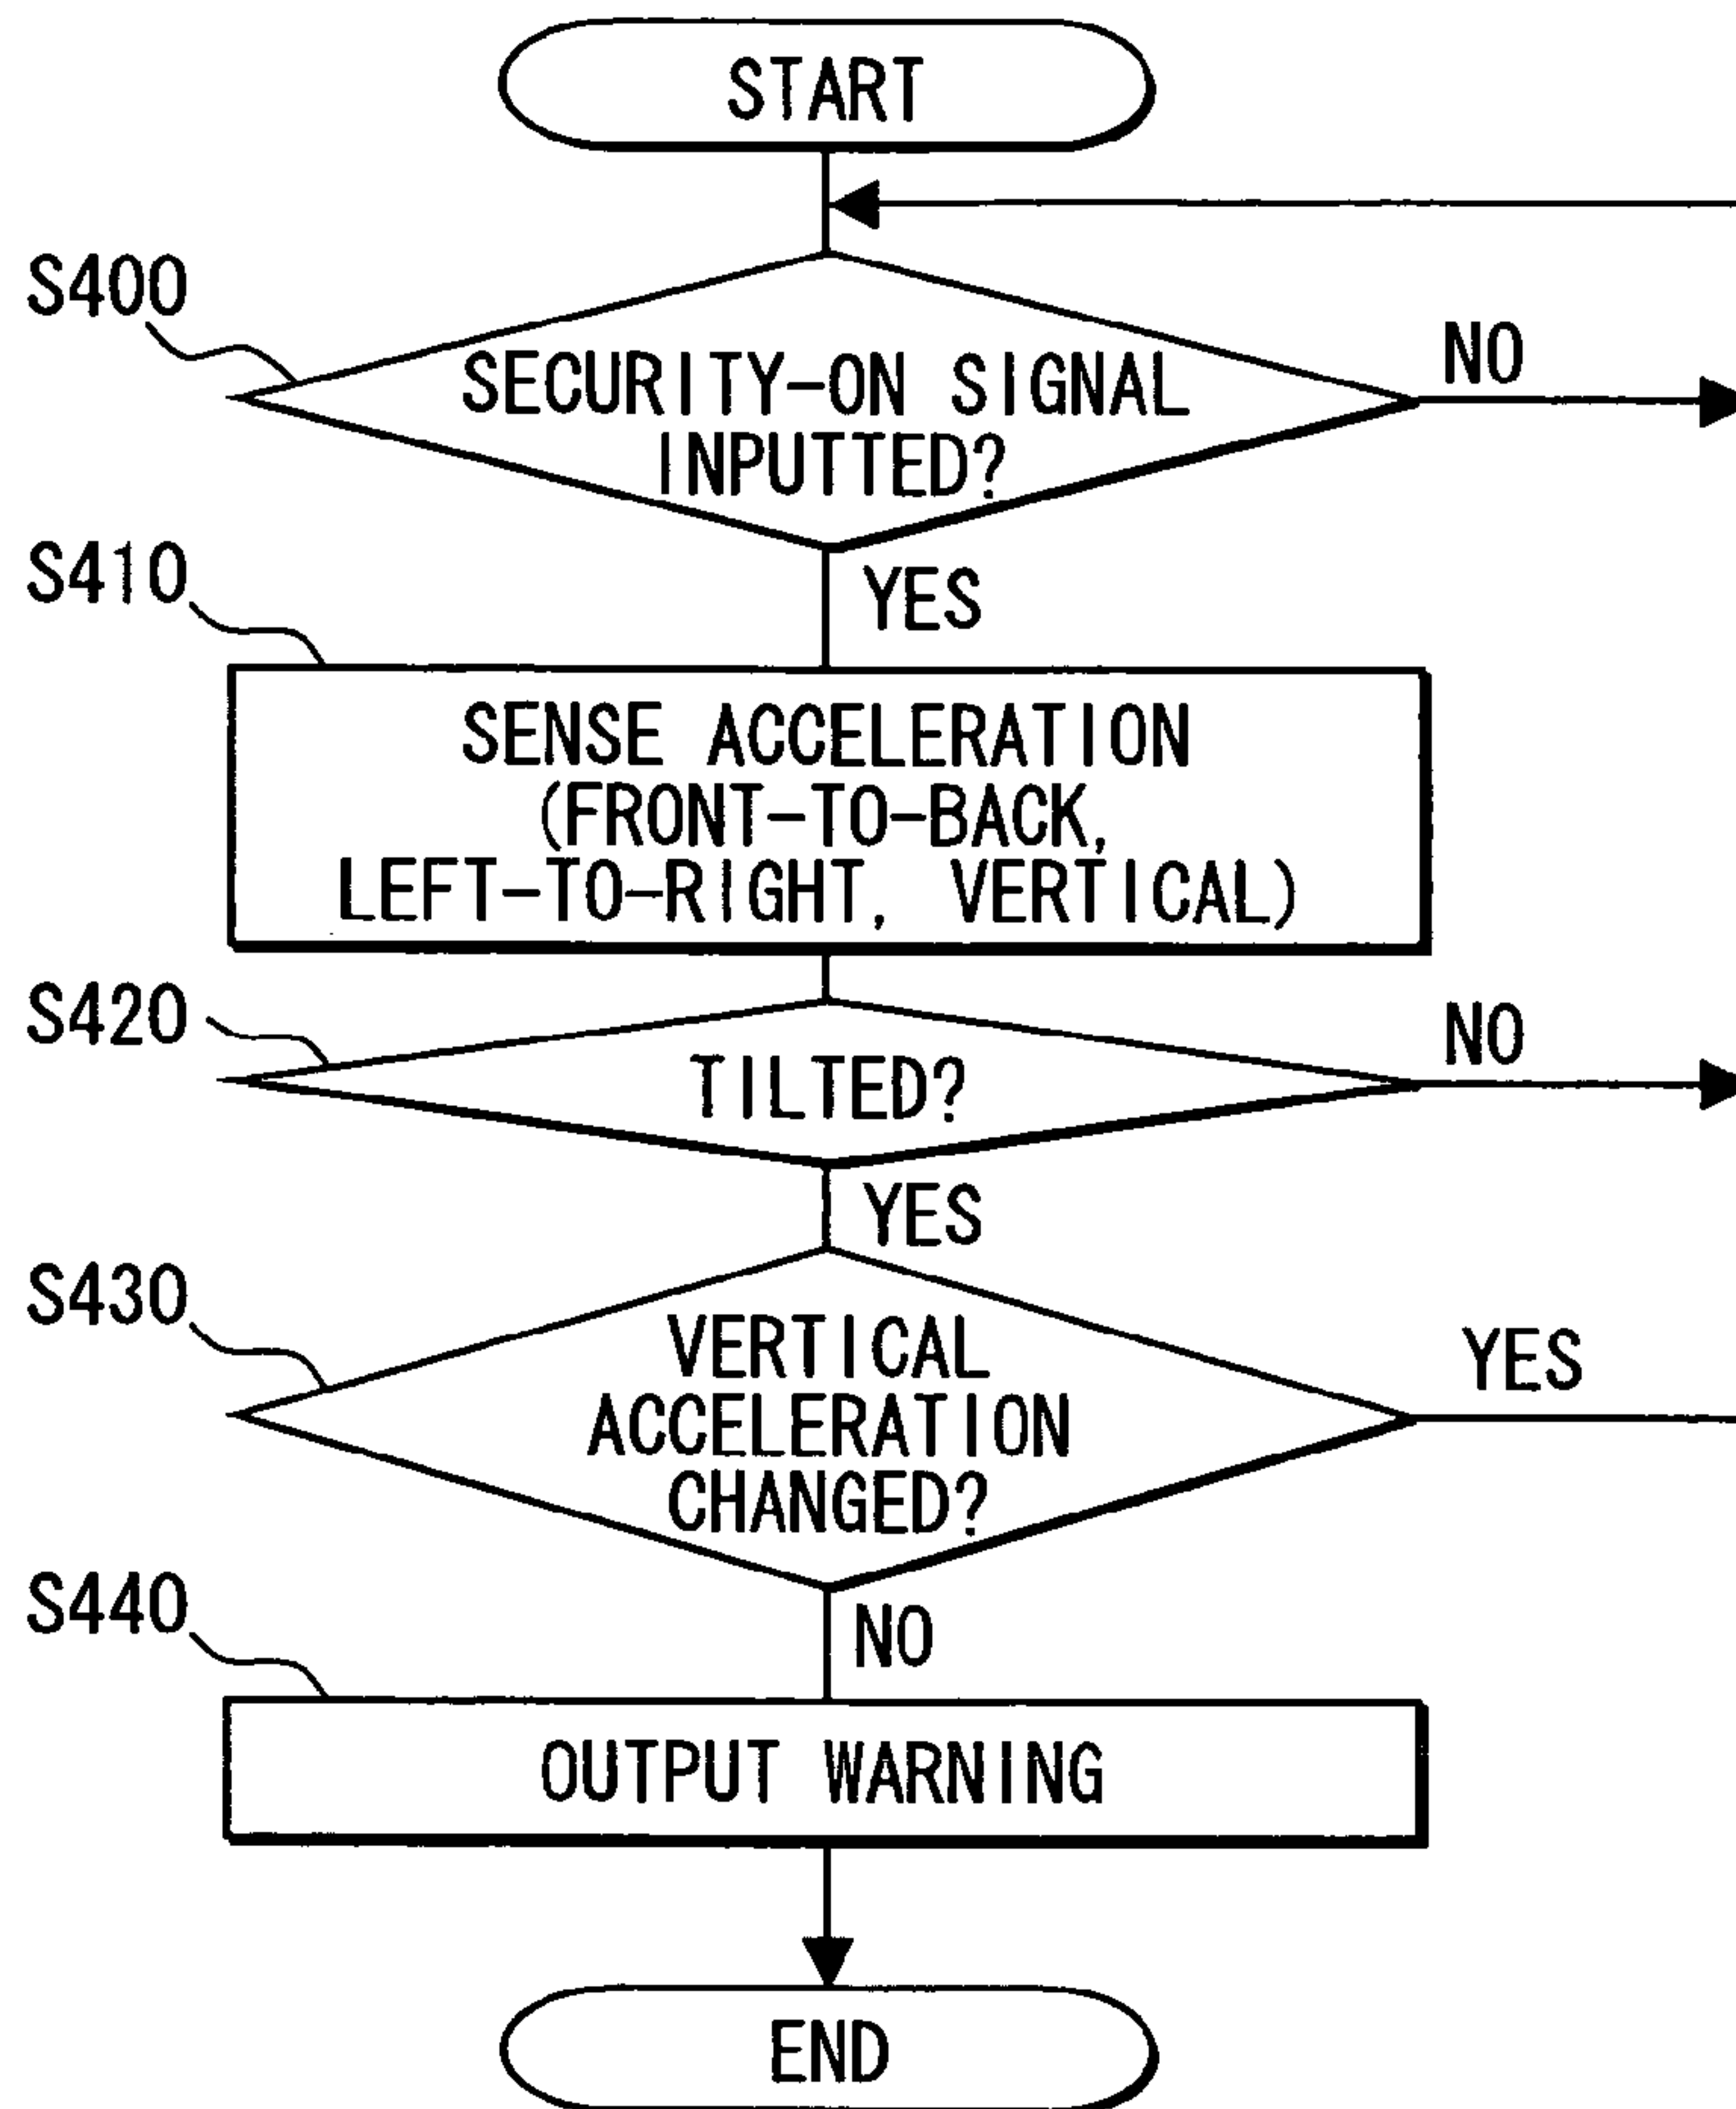 START
S400
SECURITY-ON SIGNAL
INPUTTED?
NO
YES
S410
SENSE ACCELERATION
(FRONT-TO-BACK,
LEFT-TO-RIGHT, VERTICAL)
S420
TILTED?
NO
YES
S430
VERTICAL
ACCELERATION
CHANGED?
YES
NO
S440
OUTPUT WARNING
END